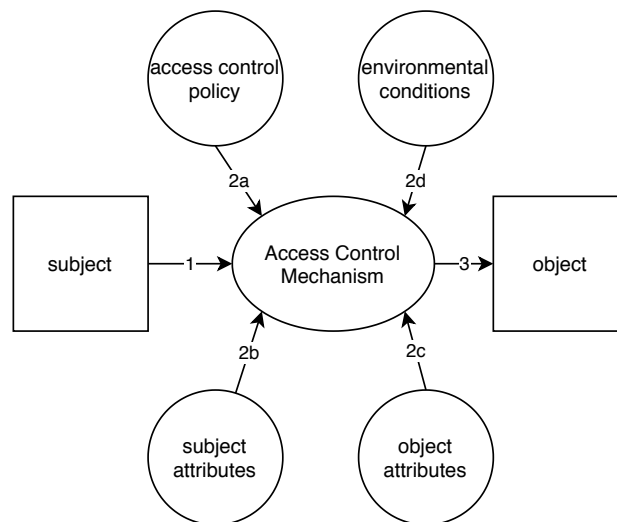 access control
policy
environmental
conditions
2a
2d
subject
1
Access Control
Mechanism
3
object
2b
2c
subject
attributes
object
attributes